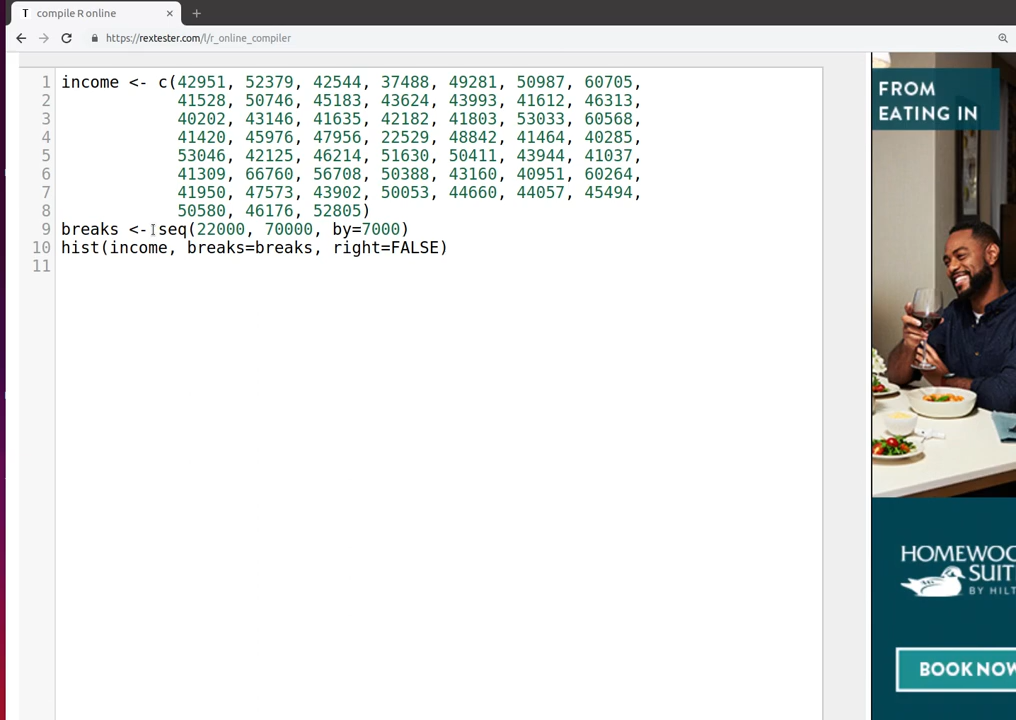 T compile R online × +
https://rextester.com/l/r_online_compiler
1 income <- c(42951, 52379, 42544, 37488, 49281, 50987, 60705,
2 41528, 50746, 45183, 43624, 43993, 41612, 46313,
3 40202, 43146, 41635, 42182, 41803, 53033, 60568,
4 41420, 45976, 47956, 22529, 48842, 41464, 40285,
5 53046, 42125, 46214, 51630, 50411, 43944, 41037,
6 41309, 66760, 56708, 50388, 43160, 40951, 60264,
7 41950, 47573, 43902, 50053, 44660, 44057, 45494,
8 50580, 46176, 52805)
9 breaks <- seq(22000, 70000, by=7000)
10 hist(income, breaks=breaks, right=FALSE)
11
FROM
EATING IN
HOMEWOO
SUIT
BY HILT
BOOK NOW